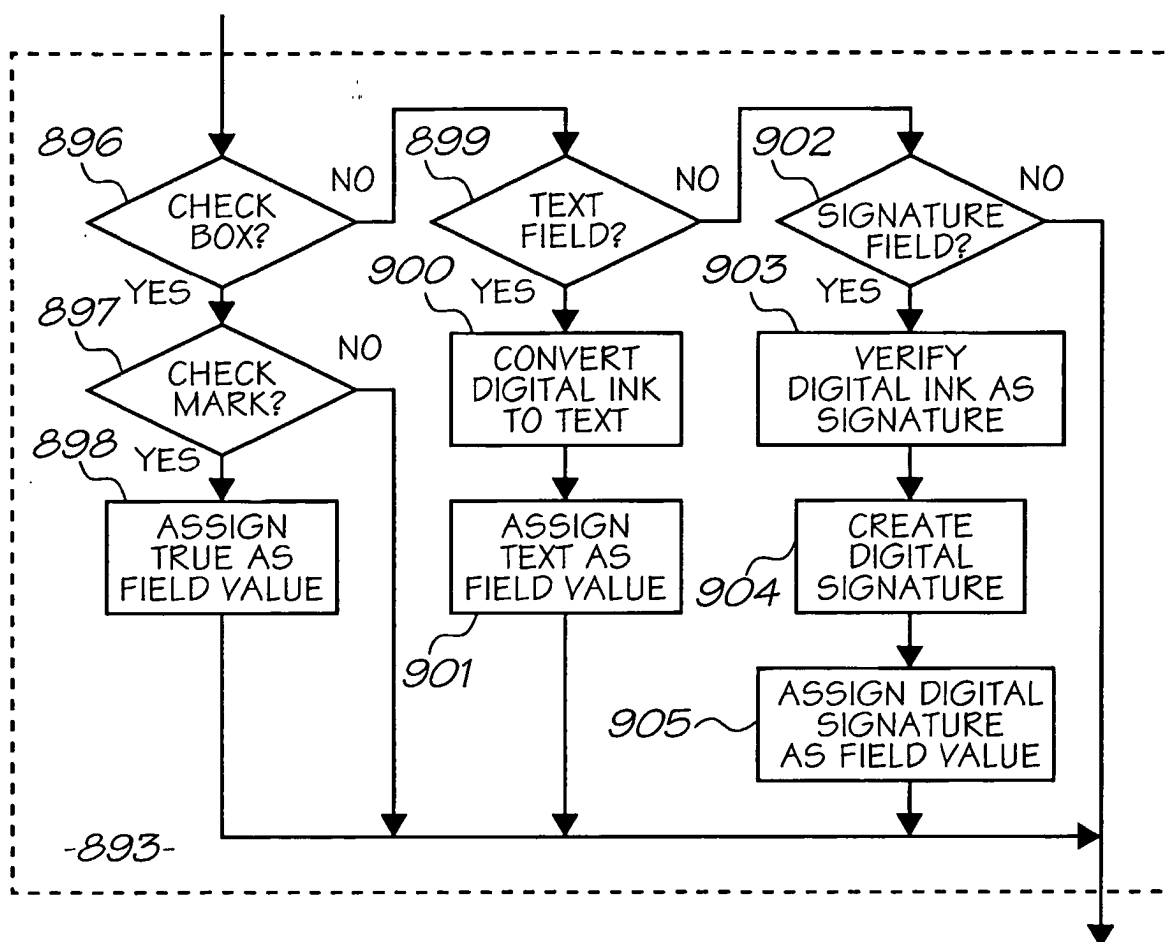 896
CHECK
BOX?
NO
YES
899
TEXT
FIELD?
NO
YES
902
SIGNATURE
FIELD?
NO
YES
897
CHECK
MARK?
NO
YES
900
CONVERT
DIGITAL INK
TO TEXT
903
VERIFY
DIGITAL INK AS
SIGNATURE
898
ASSIGN
TRUE AS
FIELD VALUE
ASSIGN
TEXT AS
FIELD VALUE
901
CREATE
DIGITAL
SIGNATURE
904
ASSIGN DIGITAL
SIGNATURE
AS FIELD VALUE
905
-893-